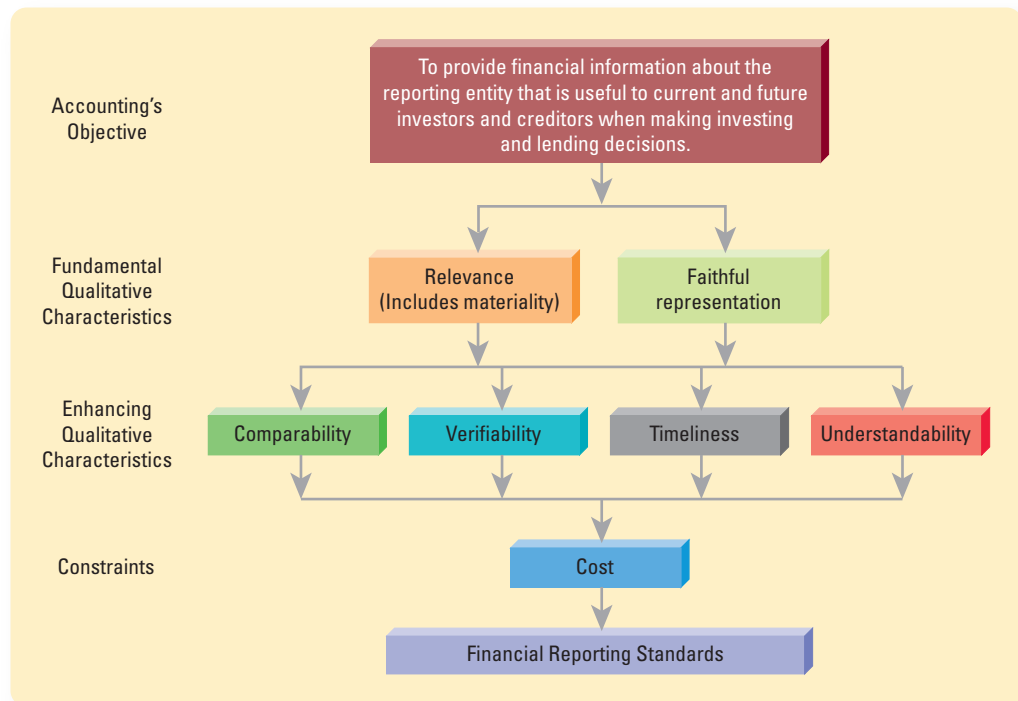 Accounting's
Objective
To provide financial information about the
reporting entity that is useful to current and future
investors and creditors when making investing
and lending decisions.
Fundamental
Qualitative
Characteristics
Relevance
(Includes materiality)
Faithful
representation
Enhancing
Qualitative
Characteristics
Comparability
Verifiability
Timeliness
Understandability
Constraints
Cost
Financial Reporting Standards